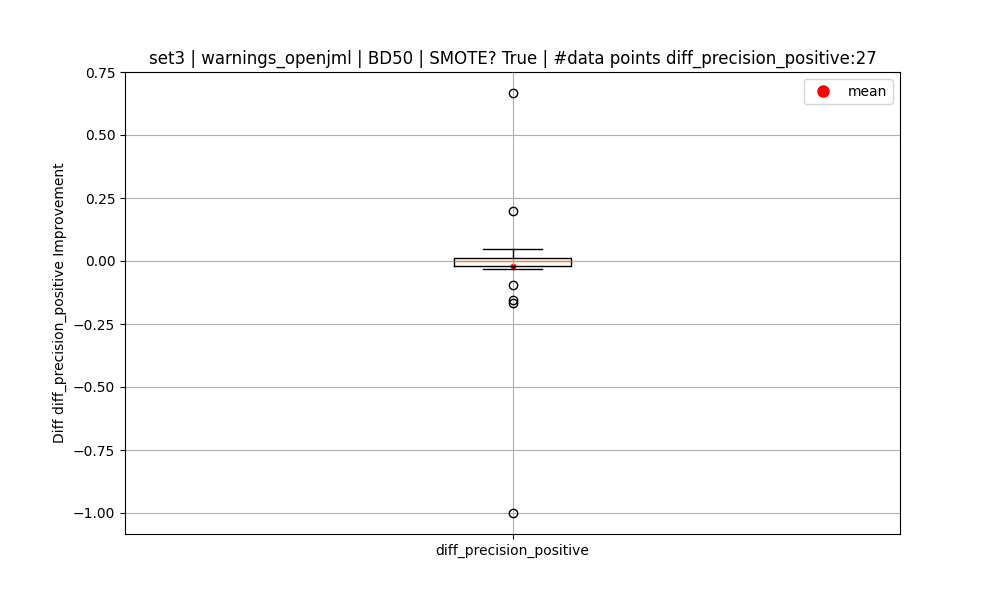 set3 | warnings_openjml | BD50 | SMOTE? True | #data points diff_precision_positive:27
mean
0.75
0.50
0.25
0.00
−0.25
−0.50
−0.75
−1.00
Diff diff_precision_positive Improvement
diff_precision_positive